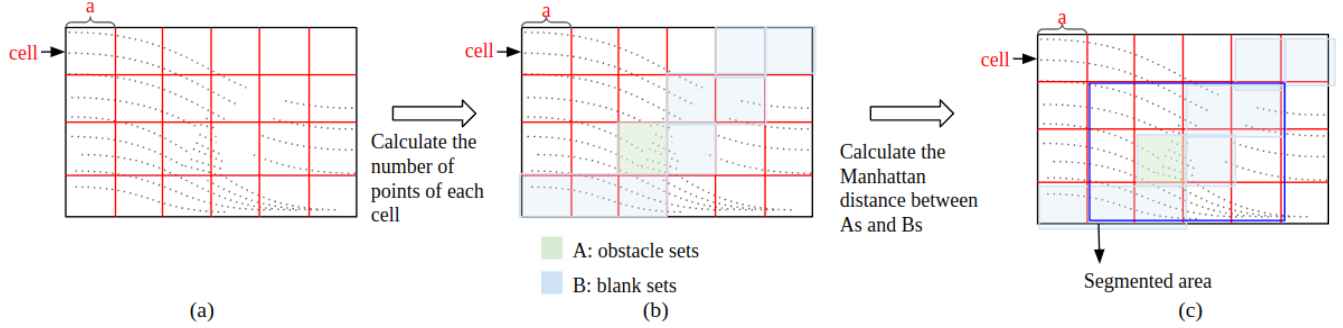 a
cell
(a)
Calculate the
number of
points of each
cell
a
cell
A: obstacle sets
B: blank sets
(b)
Calculate the
Manhattan
distance between
As and Bs
a
cell
Segmented area
(c)